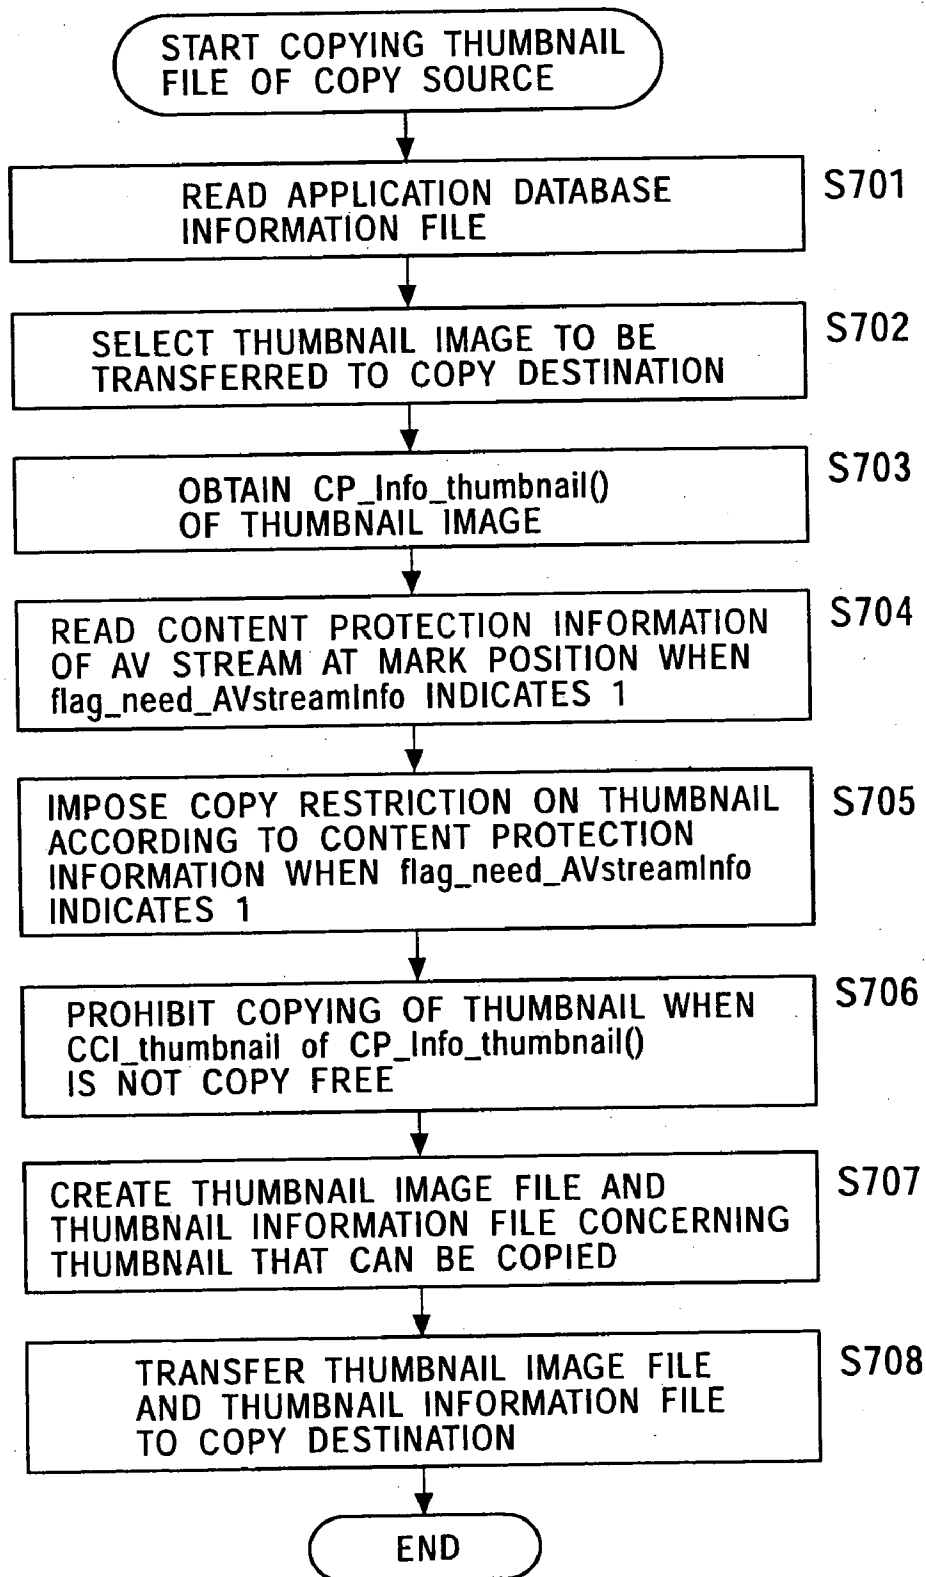 START COPYING THUMBNAIL
FILE OF COPY SOURCE
READ APPLICATION DATABASE
INFORMATION FILE
S701
SELECT THUMBNAIL IMAGE TO BE
TRANSFERRED TO COPY DESTINATION
S702
OBTAIN CP_Info_thumbnail()
OF THUMBNAIL IMAGE
S703
READ CONTENT PROTECTION INFORMATION
OF AV STREAM AT MARK POSITION WHEN
flag_need_AVstreamInfo INDICATES 1
S704
IMPOSE COPY RESTRICTION ON THUMBNAIL
ACCORDING TO CONTENT PROTECTION
INFORMATION WHEN flag_need_AVstreamInfo
INDICATES 1
S705
PROHIBIT COPYING OF THUMBNAIL WHEN
CCI_thumbnail of CP_Info_thumbnail()
IS NOT COPY FREE
S706
CREATE THUMBNAIL IMAGE FILE AND
THUMBNAIL INFORMATION FILE CONCERNING
THUMBNAIL THAT CAN BE COPIED
S707
TRANSFER THUMBNAIL IMAGE FILE
AND THUMBNAIL INFORMATION FILE
TO COPY DESTINATION
S708
END